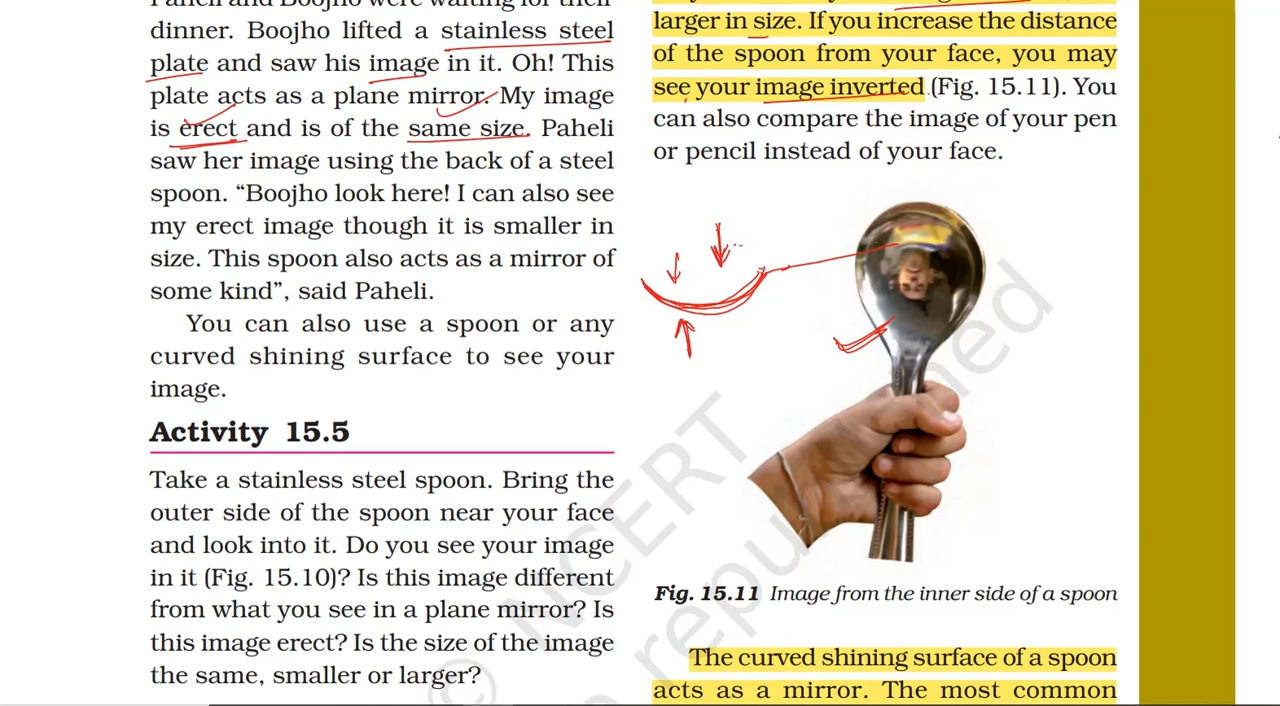 Paheli and Boojho were waiting for their
dinner. Boojho lifted a stainless steel
plate and saw his image in it. Oh! This
plate acts as a plane mirror. My image
is erect and is of the same size. Paheli
saw her image using the back of a steel
spoon. “Boojho look here! I can also see
my erect image though it is smaller in
size. This spoon also acts as a mirror of
some kind”, said Paheli.
You can also use a spoon or any
curved shining surface to see your
image.
Activity 15.5
Take a stainless steel spoon. Bring the
outer side of the spoon near your face
and look into it. Do you see your image
in it (Fig. 15.10)? Is this image different
from what you see in a plane mirror? Is
this image erect? Is the size of the image
the same, smaller or larger?
larger in size. If you increase the distance
of the spoon from your face, you may
see your image inverted (Fig. 15.11). You
can also compare the image of your pen
or pencil instead of your face.
Fig. 15.11 Image from the inner side of a spoon
The curved shining surface of a spoon
acts as a mirror. The most common
© NCERT
republished